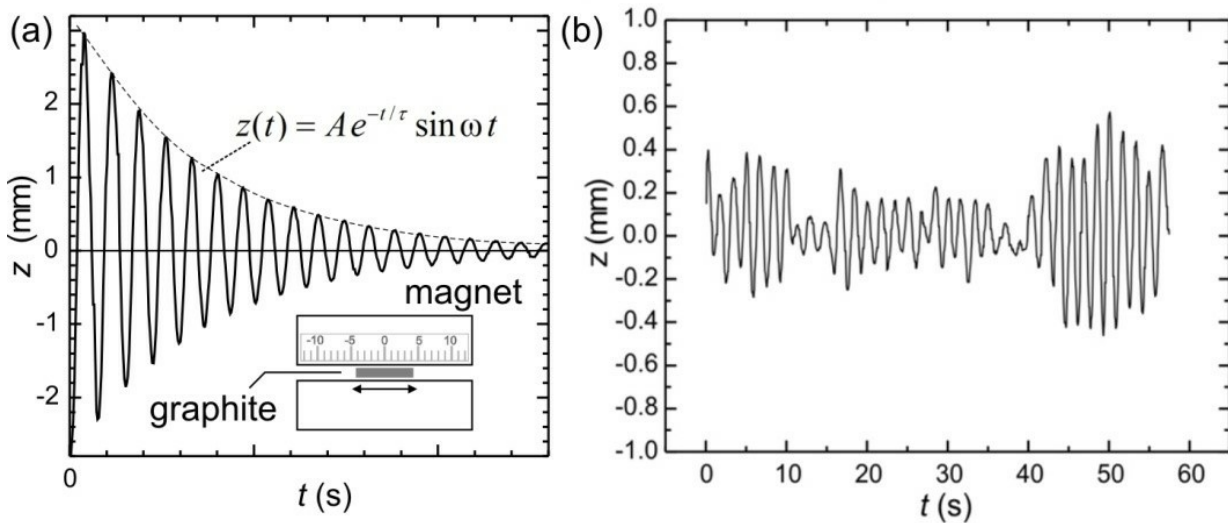 (a)
2
1
0
-1
-2
z (mm)
z(t) = Ae^{-t/τ} sin ωt
magnet
-10 -5 0 5 10
graphite
0
t (s)
(b)
1.0
0.8
0.6
0.4
0.2
0.0
-0.2
-0.4
-0.6
-0.8
-1.0
z (mm)
0 10 20 30 40 50 60
t (s)